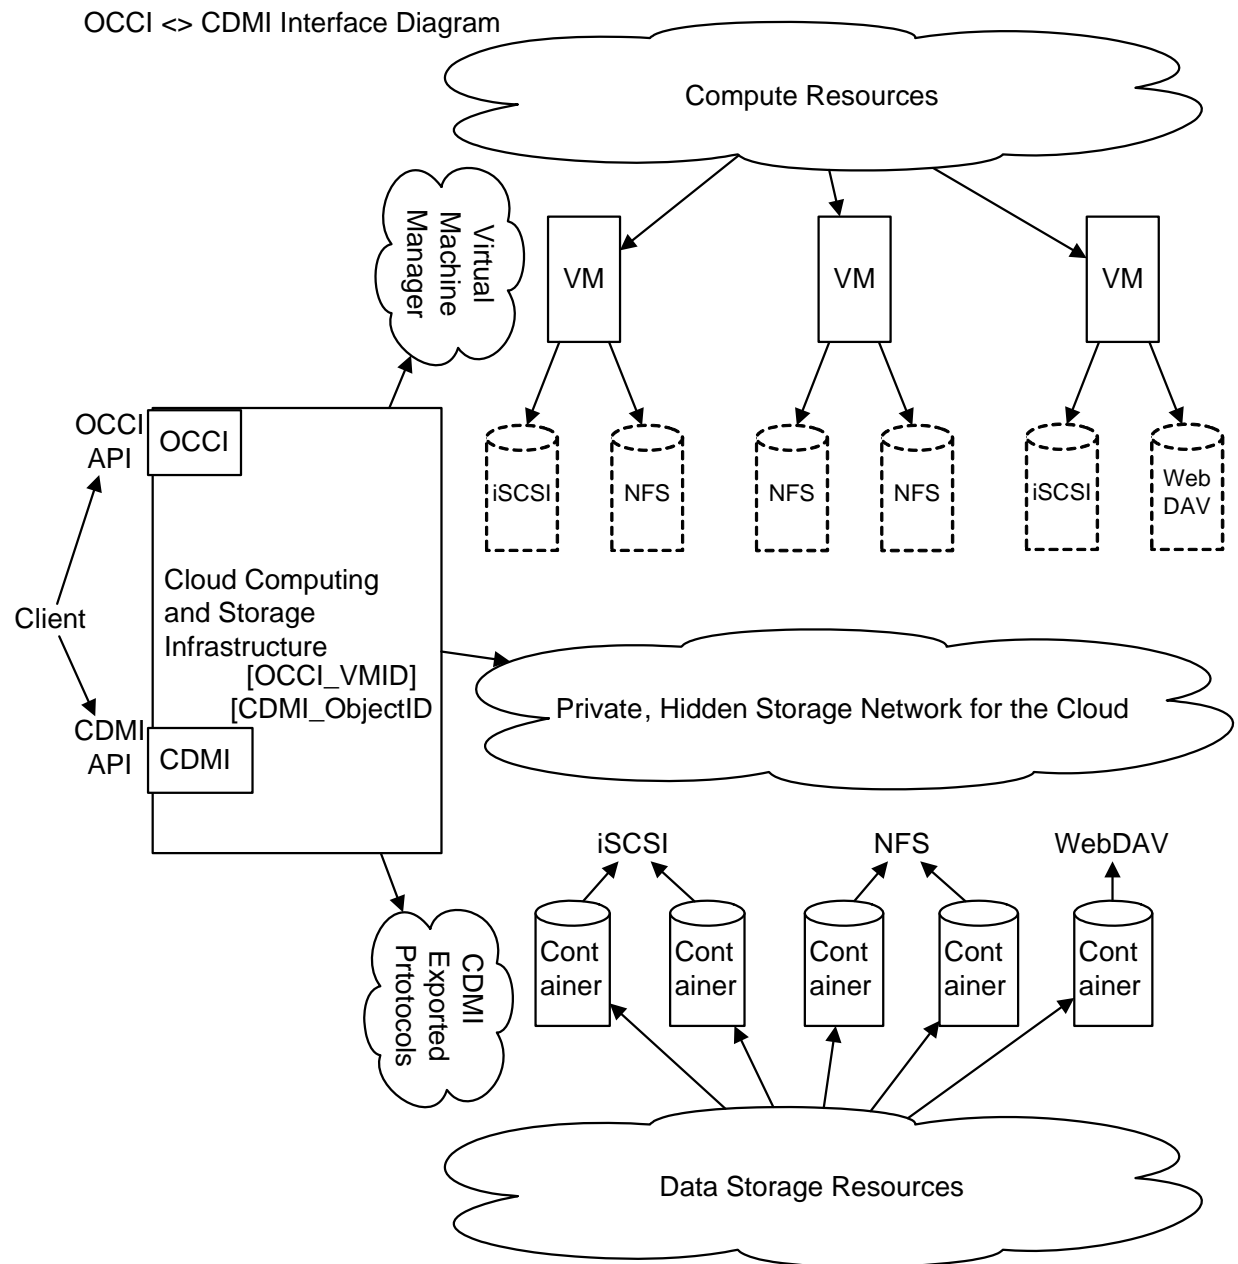 OCCI <> CDMI Interface Diagram
Compute Resources
Virtual
Machine
Manager
VM
VM
VM
iSCSI
NFS
NFS
NFS
iSCSI
Web
DAV
OCCI
API
OCCI
Cloud Computing
and Storage
Infrastructure
[OCCI_VMID]
[CDMI_ObjectID
Client
CDMI
API
CDMI
Private, Hidden Storage Network for the Cloud
iSCSI
NFS
WebDAV
CDMI
Exported
Prtotocols
Cont
ainer
Cont
ainer
Cont
ainer
Cont
ainer
Cont
ainer
Data Storage Resources